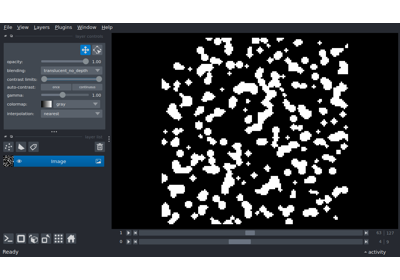 File View Layers Plugins Window Help
opacity: 1.00
blending: translucent_no_depth
contrast limits:
auto-contrast: once continuous
gamma: 1.00
colormap: gray
interpolation: nearest
Image
1
0
Ready
activity